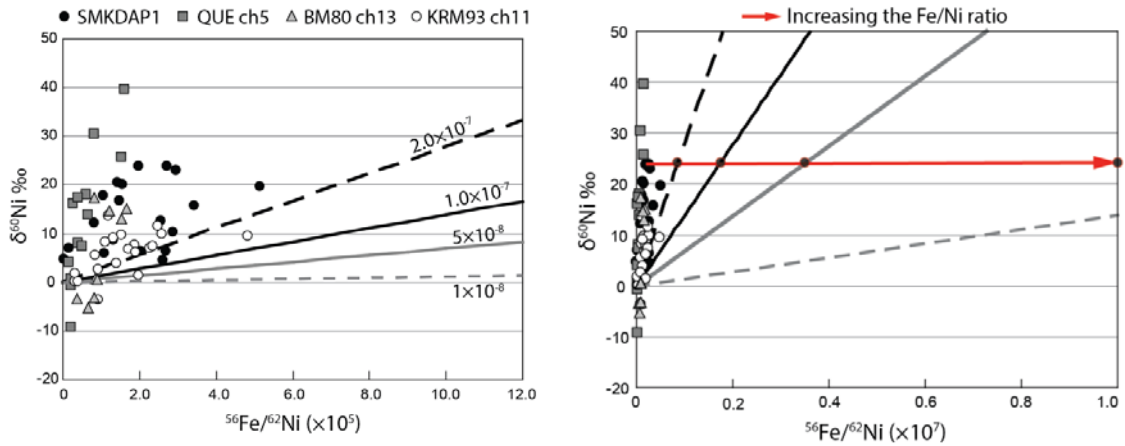 SMKDAP1 QUE ch5 BM80 ch13 KRM93 ch11
50
40
30
20
10
0
-10
-20
δ⁶⁰Ni ‰
2.0×10⁻⁷
1.0×10⁻⁷
5×10⁻⁸
1×10⁻⁸
0.0 2.0 4.0 6.0 8.0 10.0 12.0
⁵⁶Fe/⁶²Ni (×10⁵)
Increasing the Fe/Ni ratio
50
40
30
20
10
0
-10
-20
δ⁶⁰Ni ‰
0 0.2 0.4 0.6 0.8 1.0
⁵⁶Fe/⁶²Ni (×10⁷)